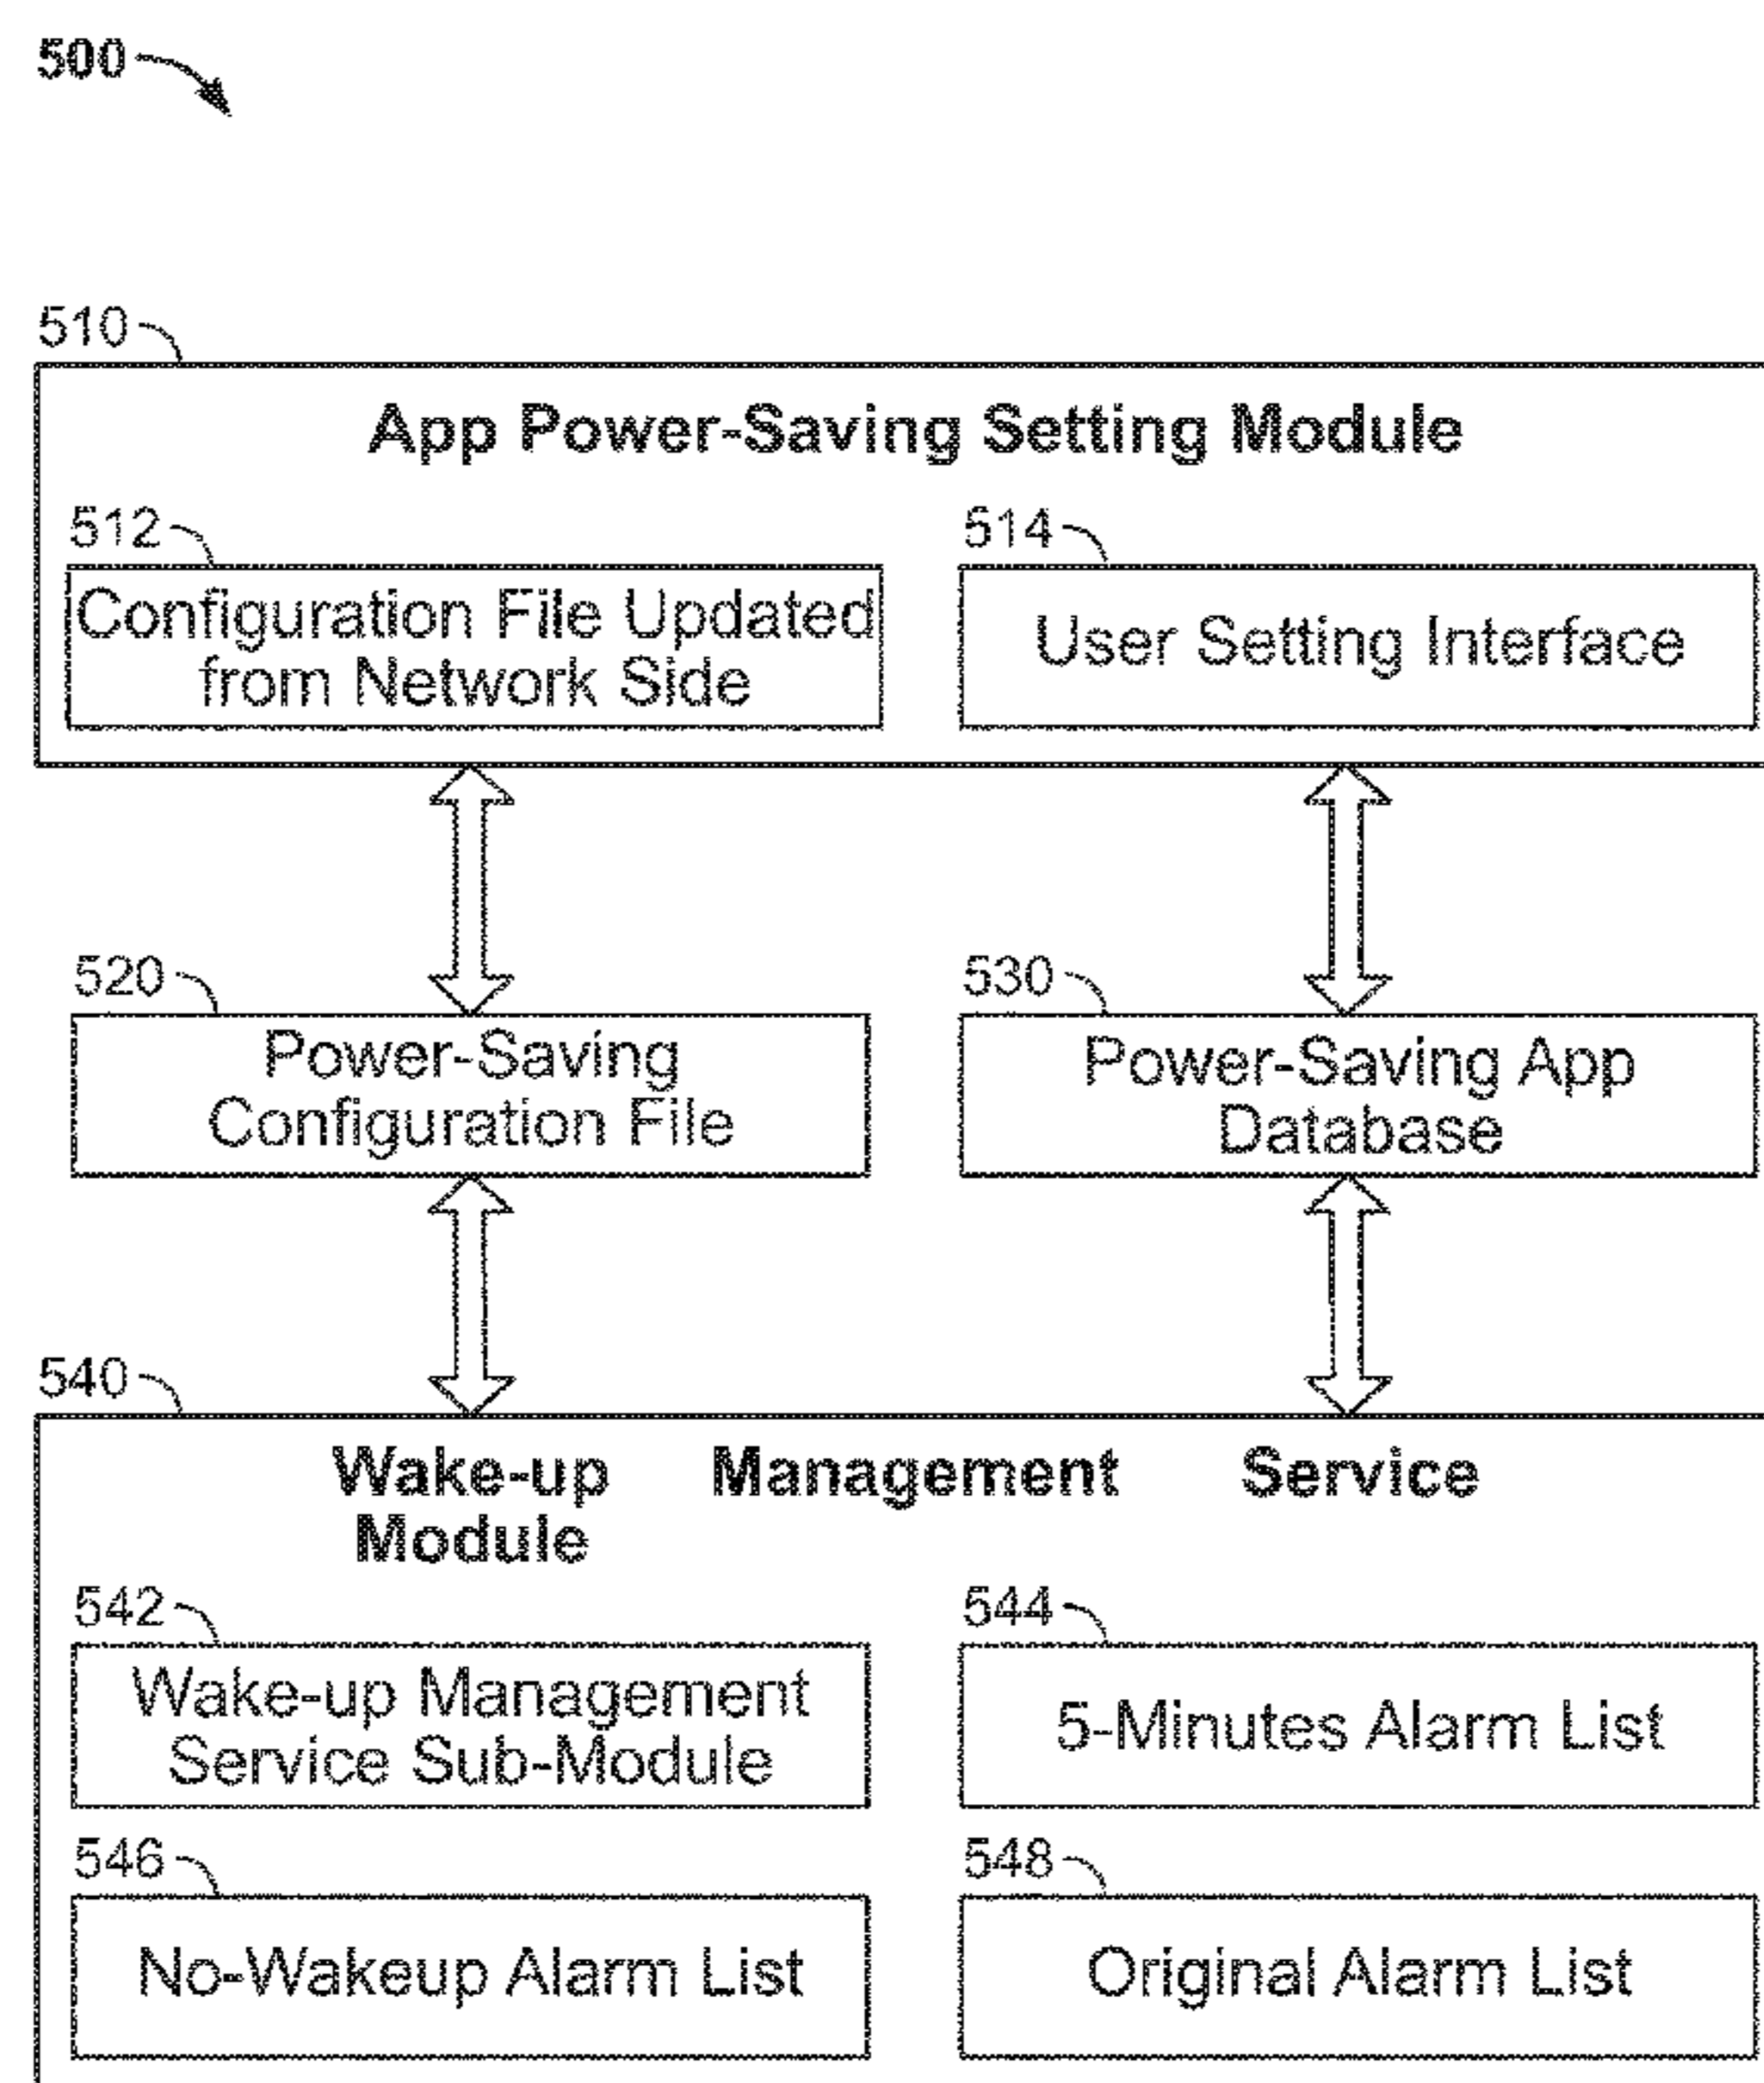 500
510
App Power-Saving Setting Module
512
514
Configuration File Updated
from Network Side
User Setting Interface
520
530
Power-Saving
Configuration File
Power-Saving App
Database
540
Wake-up Management Service
Module
542
544
Wake-up Management
Service Sub-Module
5-Minutes Alarm List
546
548
No-Wakeup Alarm List
Original Alarm List